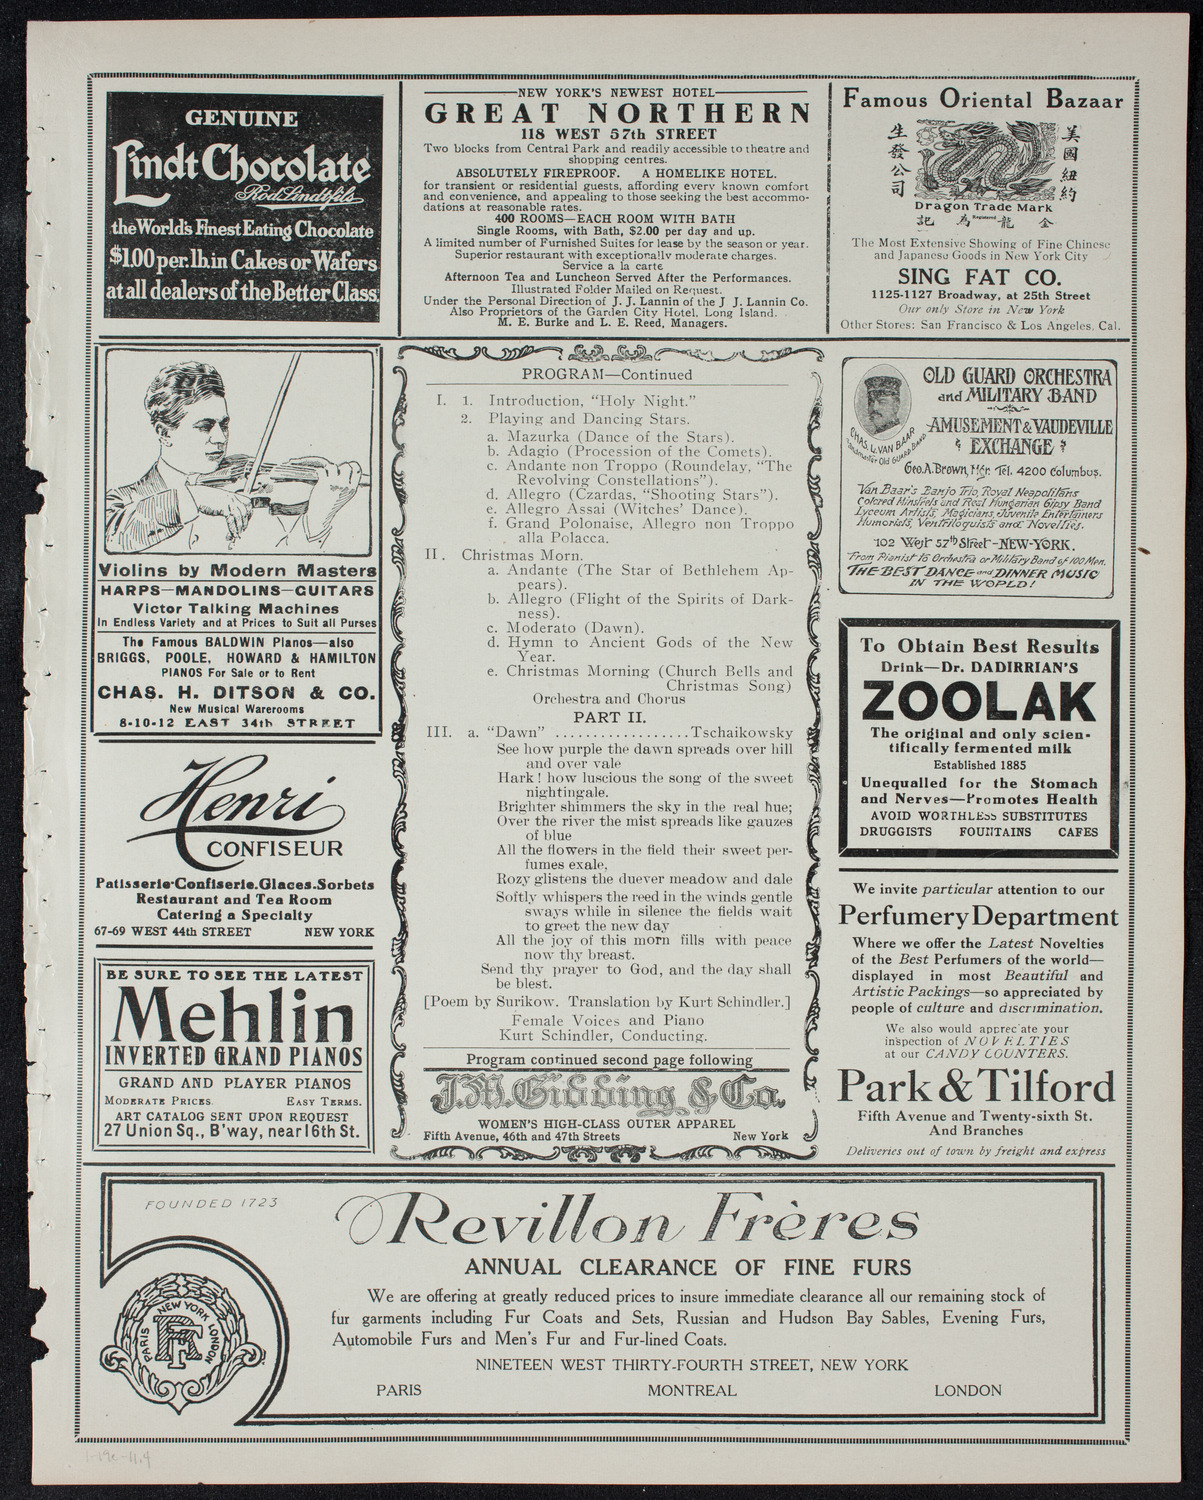 GENUINE
Lindt Chocolate
Rod. Lindt fils
the World's Finest Eating Chocolate
$1.00 per. lb. in Cakes or Wafers
at all dealers of the Better Class.
NEW YORK'S NEWEST HOTEL
GREAT NORTHERN
118 WEST 57th STREET
Two blocks from Central Park and readily accessible to theatre and
shopping centres.
ABSOLUTELY FIREPROOF. A HOMELIKE HOTEL.
for transient or residential guests, affording every known comfort
and convenience, and appealing to those seeking the best accommo-
dations at reasonable rates.
400 ROOMS—EACH ROOM WITH BATH
Single Rooms, with Bath, $2.00 per day and up.
A limited number of Furnished Suites for lease by the season or year.
Superior restaurant with exceptionally moderate charges.
Service a la carte
Afternoon Tea and Luncheon Served After the Performances.
Illustrated Folder Mailed on Request.
Under the Personal Direction of J. J. Lannin of the J J. Lannin Co.
Also Proprietors of the Garden City Hotel, Long Island.
M. E. Burke and L. E. Reed, Managers.
Famous Oriental Bazaar
生發公司
美國紐約
Dragon Trade Mark
記 為 Registered 龍 金
The Most Extensive Showing of Fine Chinese
and Japanese Goods in New York City
SING FAT CO.
1125-1127 Broadway, at 25th Street
Our only Store in New York
Other Stores: San Francisco & Los Angeles, Cal.
Violins by Modern Masters
HARPS—MANDOLINS—GUITARS
Victor Talking Machines
In Endless Variety and at Prices to Suit all Purses
The Famous BALDWIN Pianos—also
BRIGGS, POOLE, HOWARD & HAMILTON
PIANOS For Sale or to Rent
CHAS. H. DITSON & CO.
New Musical Warerooms
8-10-12 EAST 34th STREET
Henri
CONFISEUR
Patisserie-Confiserie.Glaces.Sorbets
Restaurant and Tea Room
Catering a Specialty
67-69 WEST 44th STREET NEW YORK
BE SURE TO SEE THE LATEST
Mehlin
INVERTED GRAND PIANOS
GRAND AND PLAYER PIANOS
MODERATE PRICES. EASY TERMS.
ART CATALOG SENT UPON REQUEST
27 Union Sq., B'way, near 16th St.
PROGRAM—Continued
I. 1. Introduction, "Holy Night."
2. Playing and Dancing Stars.
a. Mazurka (Dance of the Stars).
b. Adagio (Procession of the Comets).
c. Andante non Troppo (Roundelay, "The
Revolving Constellations").
d. Allegro (Czardas, "Shooting Stars").
e. Allegro Assai (Witches' Dance).
f. Grand Polonaise, Allegro non Troppo
alla Polacca.
II. Christmas Morn.
a. Andante (The Star of Bethlehem Ap-
pears).
b. Allegro (Flight of the Spirits of Dark-
ness).
c. Moderato (Dawn).
d. Hymn to Ancient Gods of the New
Year.
e. Christmas Morning (Church Bells and
Christmas Song)
Orchestra and Chorus
PART II.
III. a. "Dawn" ..................Tschaikowsky
See how purple the dawn spreads over hill
and over vale
Hark! how luscious the song of the sweet
nightingale.
Brighter shimmers the sky in the real hue;
Over the river the mist spreads like gauzes
of blue
All the flowers in the field their sweet per-
fumes exale,
Rozy glistens the duever meadow and dale
Softly whispers the reed in the winds gentle
sways while in silence the fields wait
to greet the new day
All the joy of this morn fills with peace
now thy breast.
Send thy prayer to God, and the day shall
be blest.
[Poem by Surikow. Translation by Kurt Schindler.]
Female Voices and Piano
Kurt Schindler, Conducting.
Program continued second page following
J.M. Gidding & Co.
WOMEN'S HIGH-CLASS OUTER APPAREL
Fifth Avenue, 46th and 47th Streets New York
OLD GUARD ORCHESTRA
and MILITARY BAND
AMUSEMENT & VAUDEVILLE
EXCHANGE
CHAS. L. VAN BAAR
Bandmaster Old GUARD BAND
Geo. A. Brown, Mgr. Tel. 4200 Columbus.
Van Baar's Banjo Trio, Royal Neapolitans
Colored Minstrels and Real Hungarian Gipsy Band
Lyceum Artists, Magicians, Juvenile Entertainers
Humorists, Ventriloquists and Novelties.
102 West 57th Street—NEW-YORK.
From Pianist to Orchestra or Military Band of 100 Men.
THE BEST DANCE and DINNER MUSIC
IN THE WORLD!
To Obtain Best Results
Drink—Dr. DADIRRIAN'S
ZOOLAK
The original and only scien-
tifically fermented milk
Established 1885
Unequalled for the Stomach
and Nerves—Promotes Health
AVOID WORTHLESS SUBSTITUTES
DRUGGISTS FOUNTAINS CAFES
We invite particular attention to our
Perfumery Department
Where we offer the Latest Novelties
of the Best Perfumers of the world—
displayed in most Beautiful and
Artistic Packings—so appreciated by
people of culture and discrimination.
We also would appreciate your
inspection of NOVELTIES
at our CANDY COUNTERS.
Park & Tilford
Fifth Avenue and Twenty-sixth St.
And Branches
Deliveries out of town by freight and express
FOUNDED 1723
PARIS NEW YORK LONDON
RF
Revillon Frères
ANNUAL CLEARANCE OF FINE FURS
We are offering at greatly reduced prices to insure immediate clearance all our remaining stock of
fur garments including Fur Coats and Sets, Russian and Hudson Bay Sables, Evening Furs,
Automobile Furs and Men's Fur and Fur-lined Coats.
NINETEEN WEST THIRTY-FOURTH STREET, NEW YORK
PARIS MONTREAL LONDON